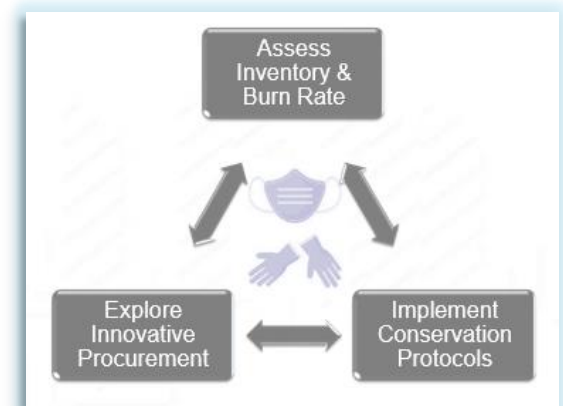 Assess
Inventory &
Burn Rate
Explore
Innovative
Procurement
Implement
Conservation
Protocols